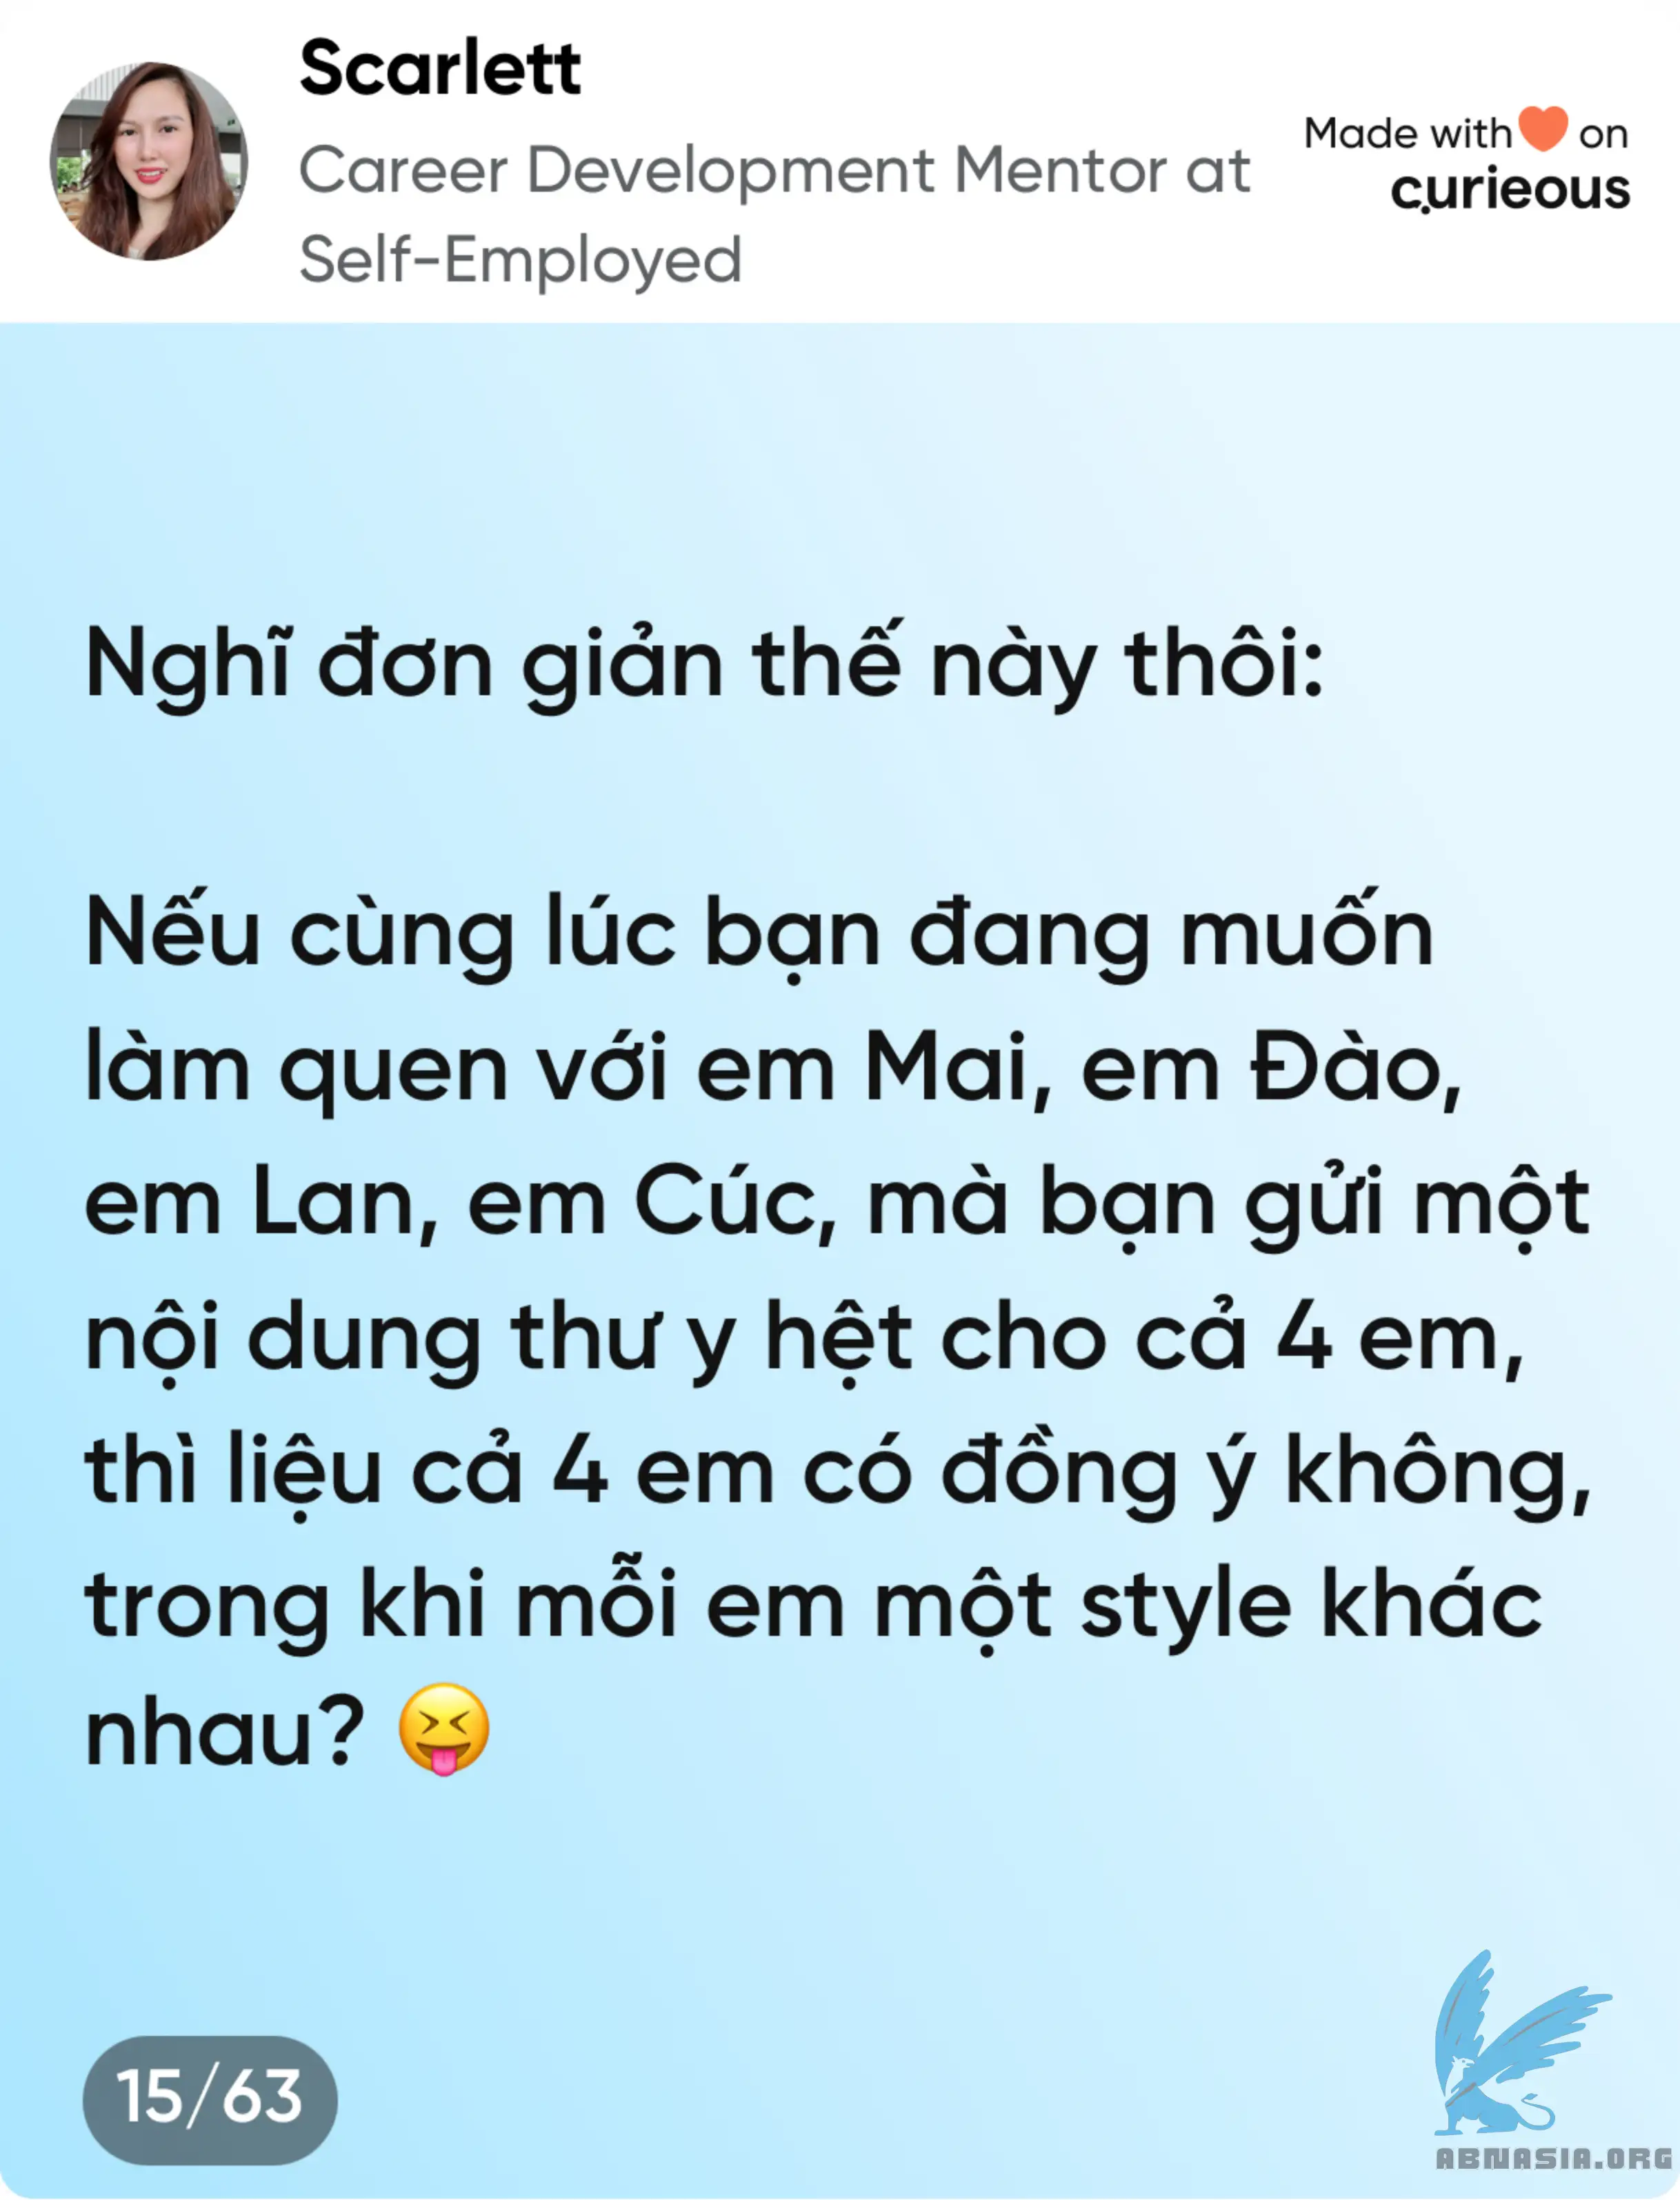 Scarlett
Career Development Mentor at
Self-Employed
Made with ❤️ on
curieous
Nghĩ đơn giản thế này thôi:
Nếu cùng lúc bạn đang muốn
làm quen với em Mai, em Đào,
em Lan, em Cúc, mà bạn gửi một
nội dung thư y hệt cho cả 4 em,
thì liệu cả 4 em có đồng ý không,
trong khi mỗi em một style khác
nhau? 😝
15/63
ABNASIA.ORG